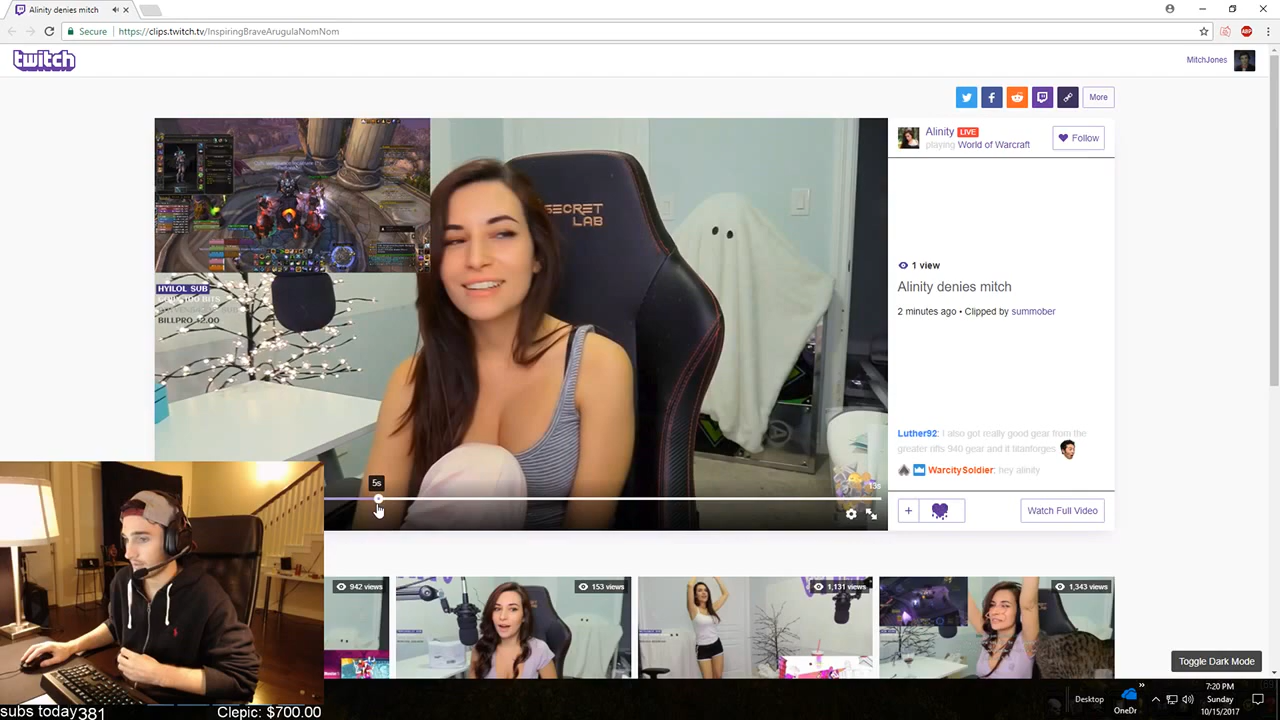 Alinity denies mitch
Secure
https://clips.twitch.tv/InspiringBraveArugulaNomNom
ABP
twitch
MitchJones
More
Alinity LIVE
playing World of Warcraft
Follow
SECRET
LAB
HYILOL SUB
BILLPRO $2.00
1 view
Alinity denies mitch
2 minutes ago • Clipped by summober
Luther92: I also got really good gear from the
greater rifts 940 gear and it titanforges
WarcitySoldier: hey alinity
5s
13s
+
Watch Full Video
942 views
153 views
1,131 views
1,343 views
Toggle Dark Mode
subs today381
Clepic: $700.00
Desktop
OneDr
7:20 PM
Sunday
10/15/2017